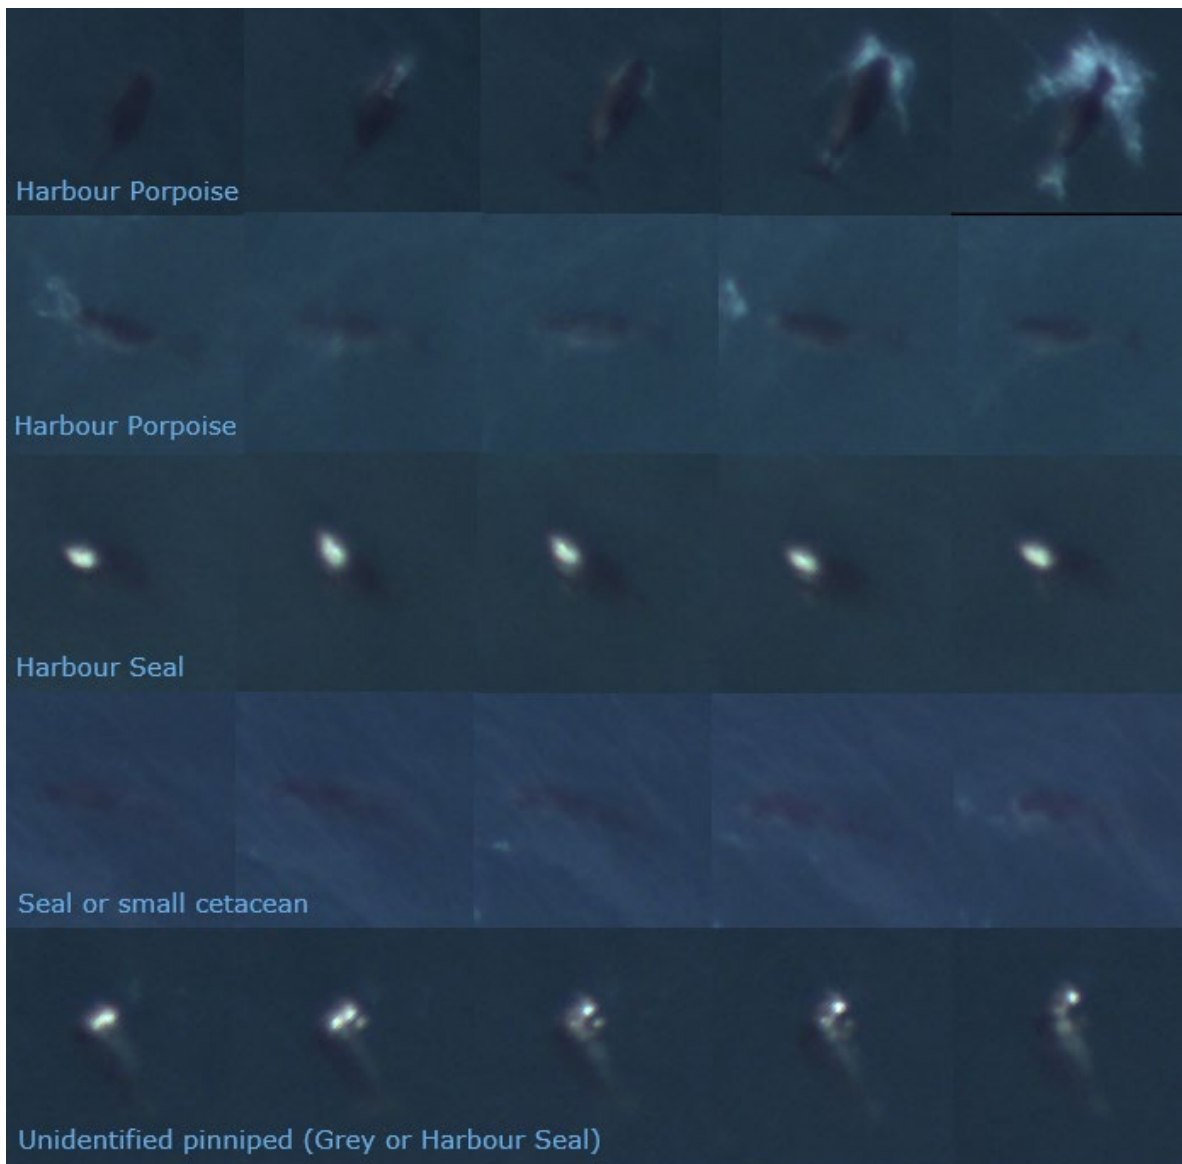 Harbour Porpoise
Harbour Porpoise
Harbour Seal
Seal or small cetacean
Unidentified pinniped (Grey or Harbour Seal)